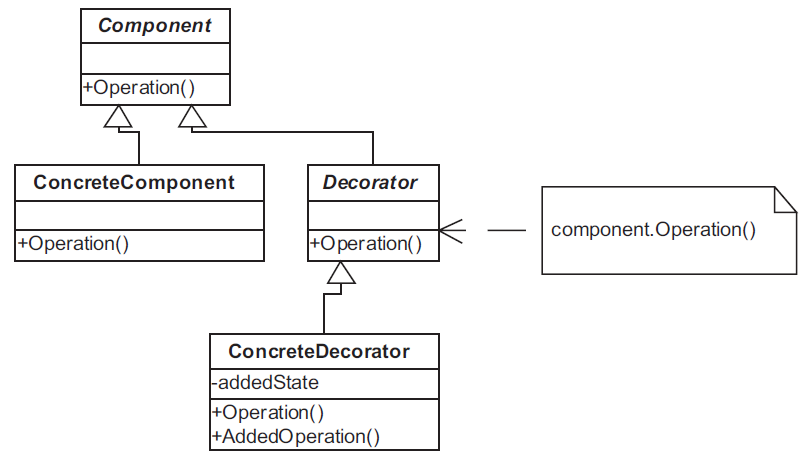 Component
+Operation()
ConcreteComponent
+Operation()
Decorator
+Operation()
component.Operation()
ConcreteDecorator
-addedState
+Operation()
+AddedOperation()